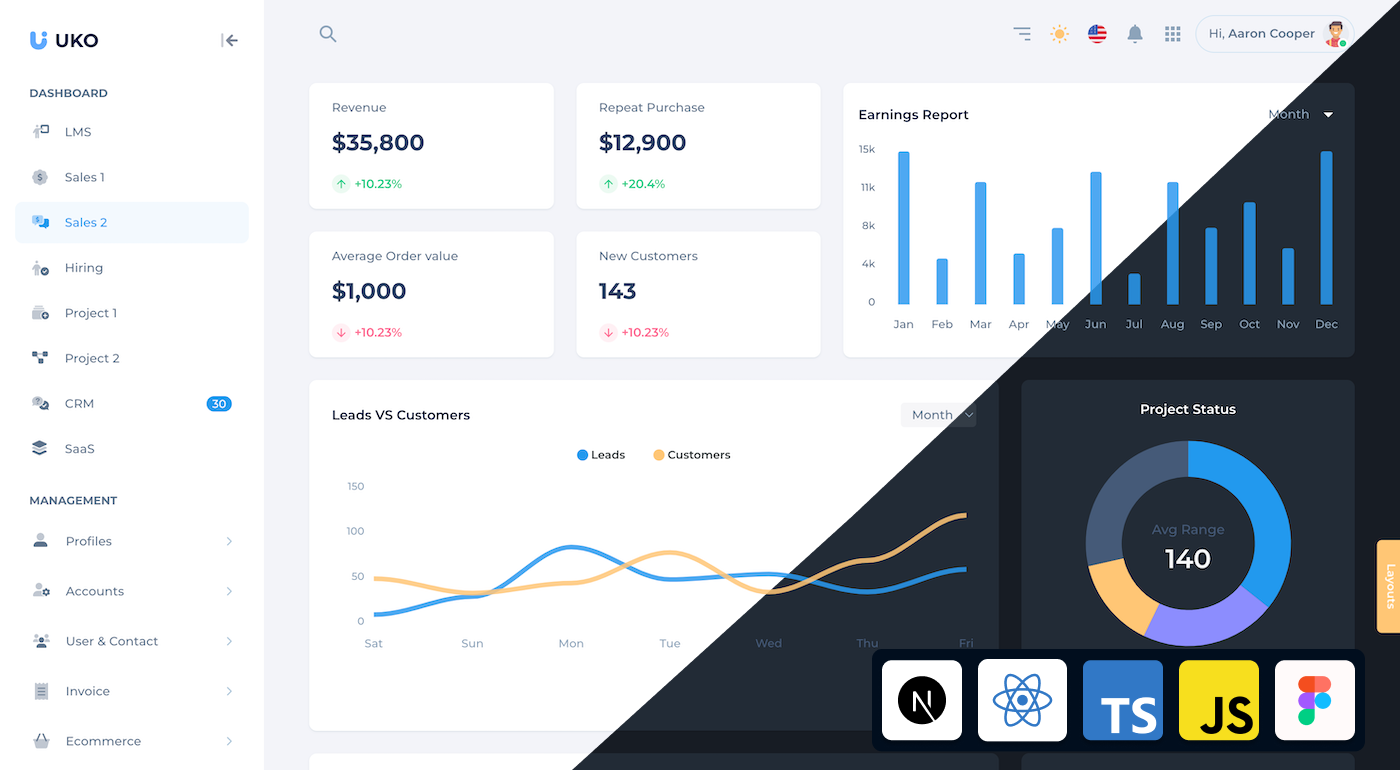 UKO
DASHBOARD
LMS
Sales 1
Sales 2
Hiring
Project 1
Project 2
CRM 30
SaaS
MANAGEMENT
Profiles
Accounts
User & Contact
Invoice
Ecommerce
Hi, Aaron Cooper
Revenue
$35,800
+10.23%
Repeat Purchase
$12,900
+20.4%
Average Order value
$1,000
+10.23%
New Customers
143
+10.23%
Earnings Report Month
15k
11k
8k
4k
0
Jan Feb Mar Apr May Jun Jul Aug Sep Oct Nov Dec
Leads VS Customers Month
Leads Customers
150
100
50
0
Sat Sun Mon Tue Wed Thu Fri
Project Status
Avg Range
140
Layouts
N
TS
JS